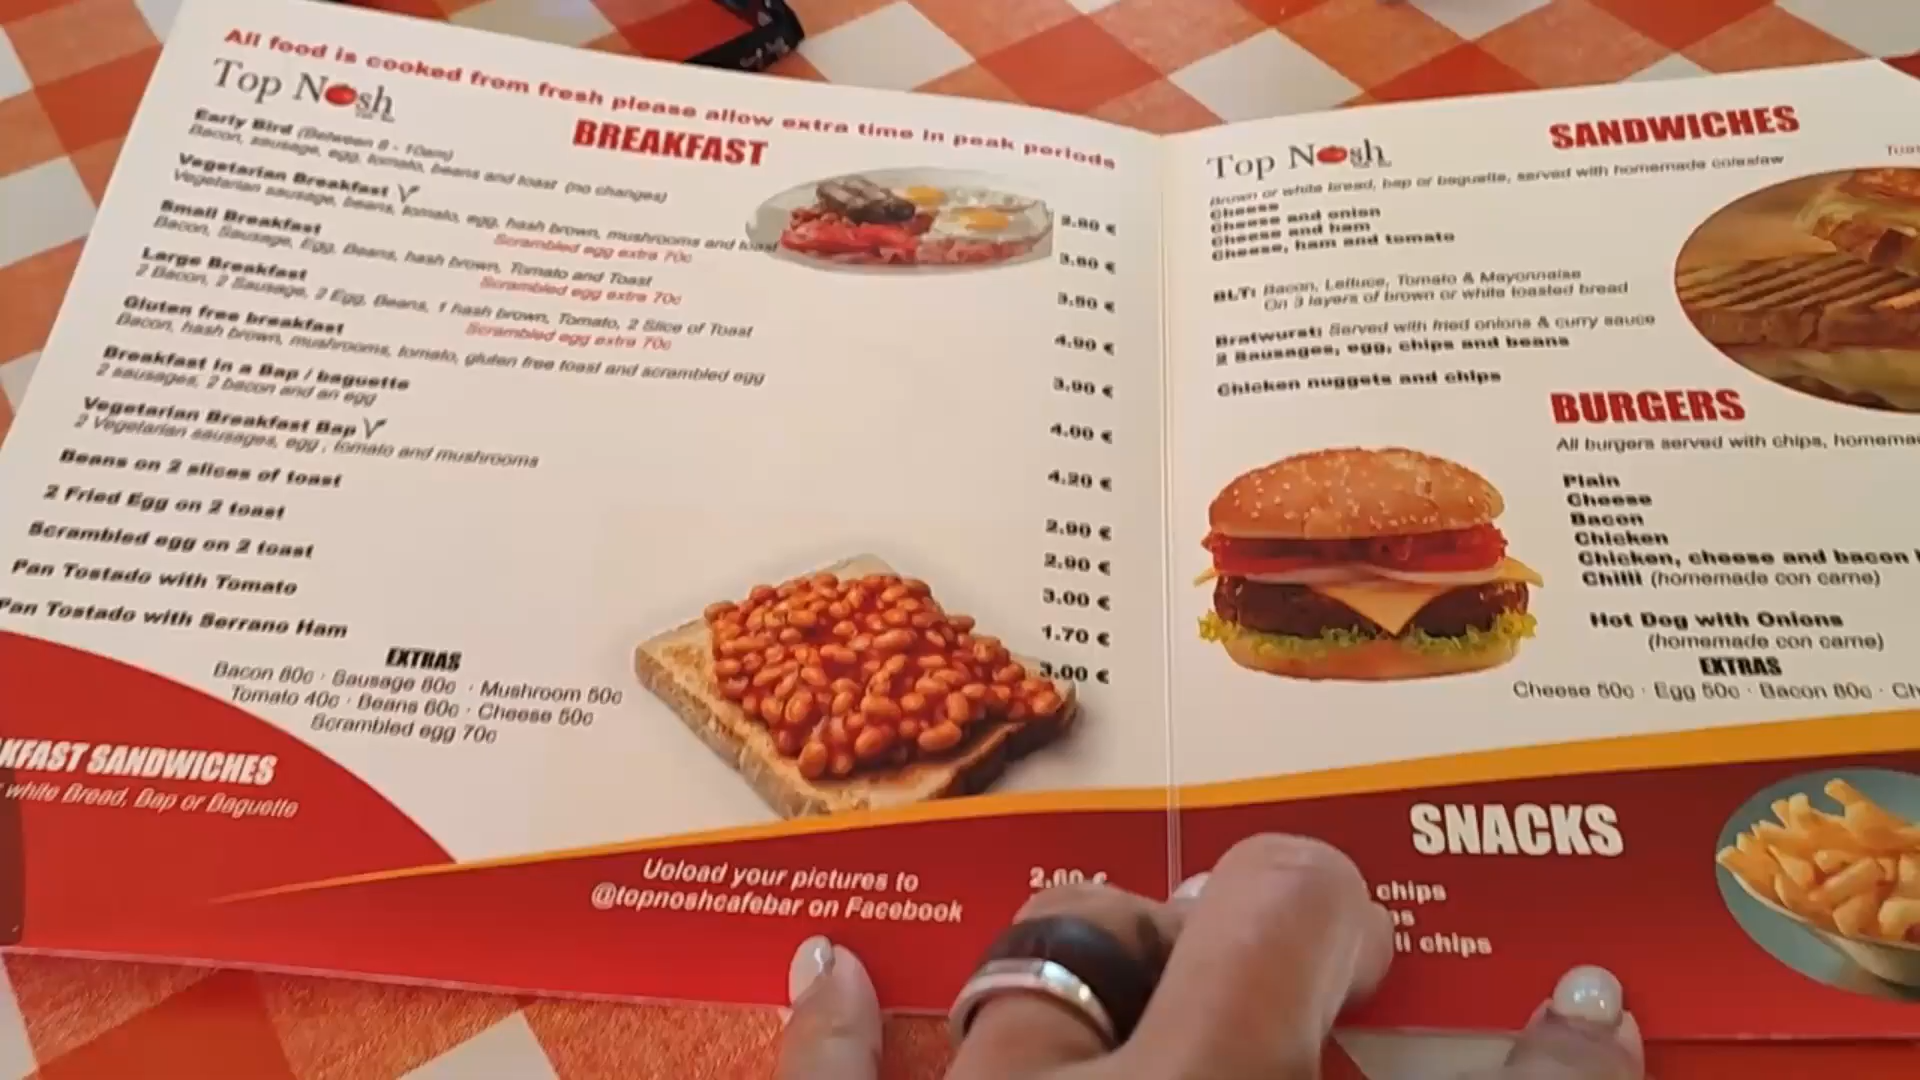 All food is cooked from fresh please allow extra time in peak periods
Top Nosh
BREAKFAST
Early Bird (Between 8 - 10am)
Bacon, sausage, egg, tomato, beans and toast (no changes)
Vegetarian Breakfast V
Vegetarian sausage, beans, tomato, egg, hash brown, mushrooms and toast
Scrambled egg extra 70c
Small Breakfast
Bacon, Sausage, Egg, Beans, hash brown, Tomato and Toast
Scrambled egg extra 70c
Large Breakfast
2 Bacon, 2 Sausage, 2 Egg, Beans, 1 hash brown, Tomato, 2 Slice of Toast
Scrambled egg extra 70c
Gluten free breakfast
Bacon, hash brown, mushrooms, tomato, gluten free toast and scrambled egg
Breakfast in a Bap / baguette
2 sausages, 2 bacon and an egg
Vegetarian Breakfast Bap V
2 Vegetarian sausages, egg , tomato and mushrooms
Beans on 2 slices of toast
2 Fried Egg on 2 toast
Scrambled egg on 2 toast
Pan Tostado with Tomato
Pan Tostado with Serrano Ham
4.90 €
3.90 €
4.00 €
4.20 €
2.90 €
2.90 €
3.00 €
1.70 €
3.00 €
EXTRAS
Bacon 80c · Sausage 80c · Mushroom 50c
Tomato 40c · Beans 60c · Cheese 50c
Scrambled egg 70c
SANDWICHES
white Bread, Bap or Baguette
Upload your pictures to
@topnoshcafebar on Facebook
Top Nosh
SANDWICHES
Brown or white bread, bap or baguette, served with homemade coleslaw
Cheese
Cheese and onion
Cheese and ham
Cheese, ham and tomato
BLT: Bacon, Lettuce, Tomato & Mayonnaise
On 3 layers of brown or white toasted bread
Bratwurst: Served with fried onions & curry sauce
2 Sausages, egg, chips and beans
Chicken nuggets and chips
BURGERS
All burgers served with chips,
Plain
Cheese
Bacon
Chicken
Chicken, cheese and bacon
Chilli (homemade con carne)
Hot Dog with Onions
(homemade con carne)
EXTRAS
Cheese 50c · Egg 50c · Bacon 80c ·
SNACKS
chips
chips